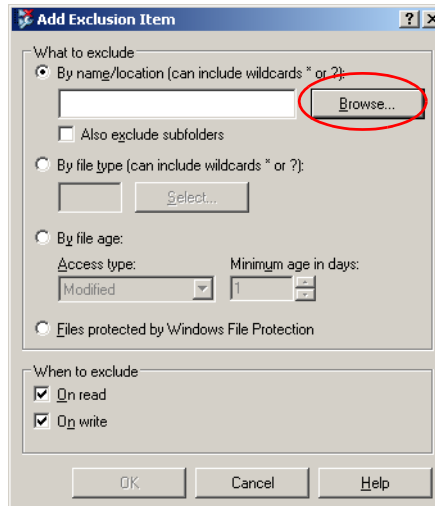 Add Exclusion Item
What to exclude
By name/location (can include wildcards * or ?):
Browse...
Also exclude subfolders
By file type (can include wildcards * or ?):
Select...
By file age:
Access type: Minimum age in days:
Modified 1
Files protected by Windows File Protection
When to exclude
On read
On write
OK Cancel Help